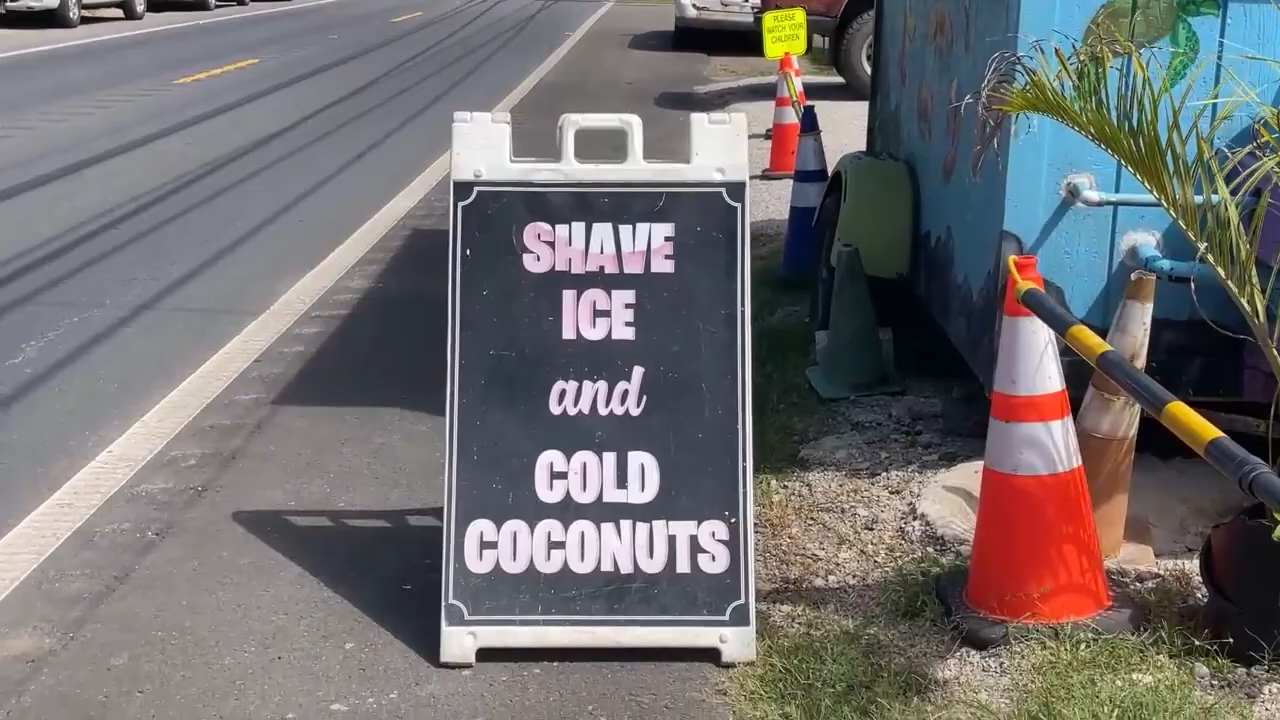 PLEASE
WATCH YOUR
CHILDREN
SHAVE
ICE
and
COLD
COCONUTS